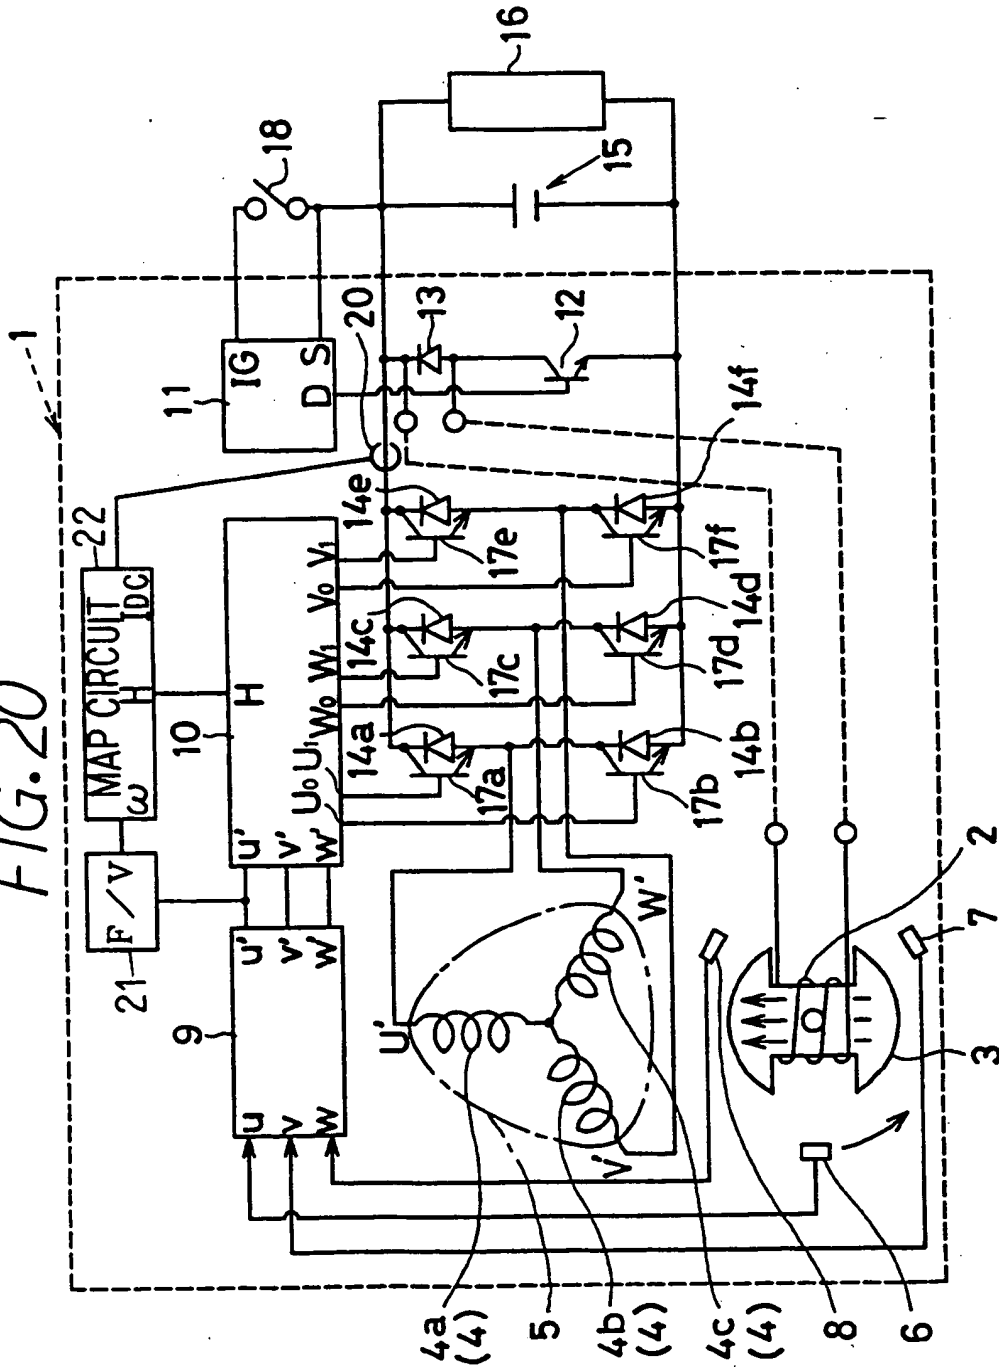 FIG. 20
1
22
MAP CIRCUIT
ω
H
IDC
F/V
21
10
u'
v'
w'
H
U0
U1
W0
W1
V0
V1
11
IG
D
S
18
9
u
v
w
u'
v'
w'
20
13
12
16
15
14a
14c
14e
17a
17c
17e
14b
14d
14f
17b
17d
17f
U'
V'
W'
4a
(4)
5
4b
(4)
4c
(4)
8
6
2
7
3